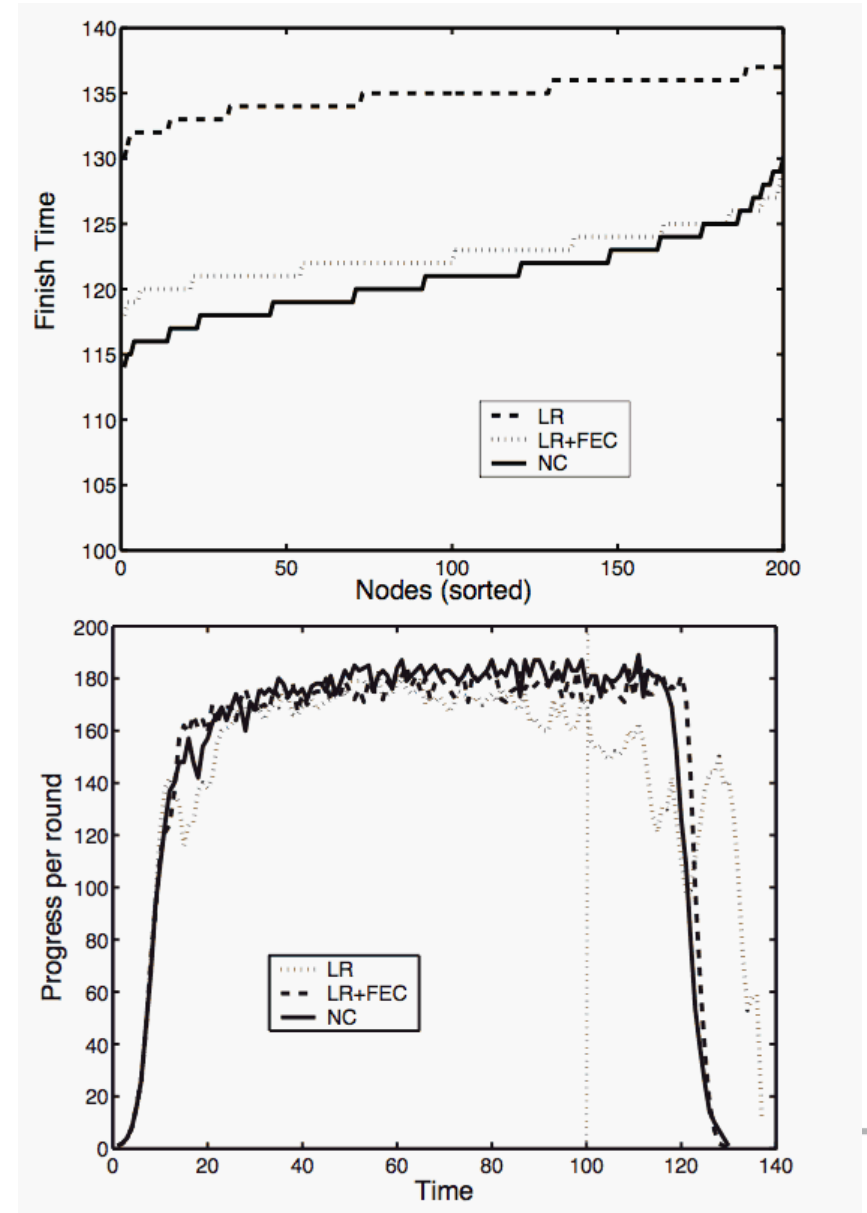 140
135
130
125
120
115
110
105
100
Finish Time
LR
LR+FEC
NC
0 50 100 150 200
Nodes (sorted)
200
180
160
140
120
100
80
60
40
20
0
Progress per round
LR
LR+FEC
NC
0 20 40 60 80 100 120 140
Time